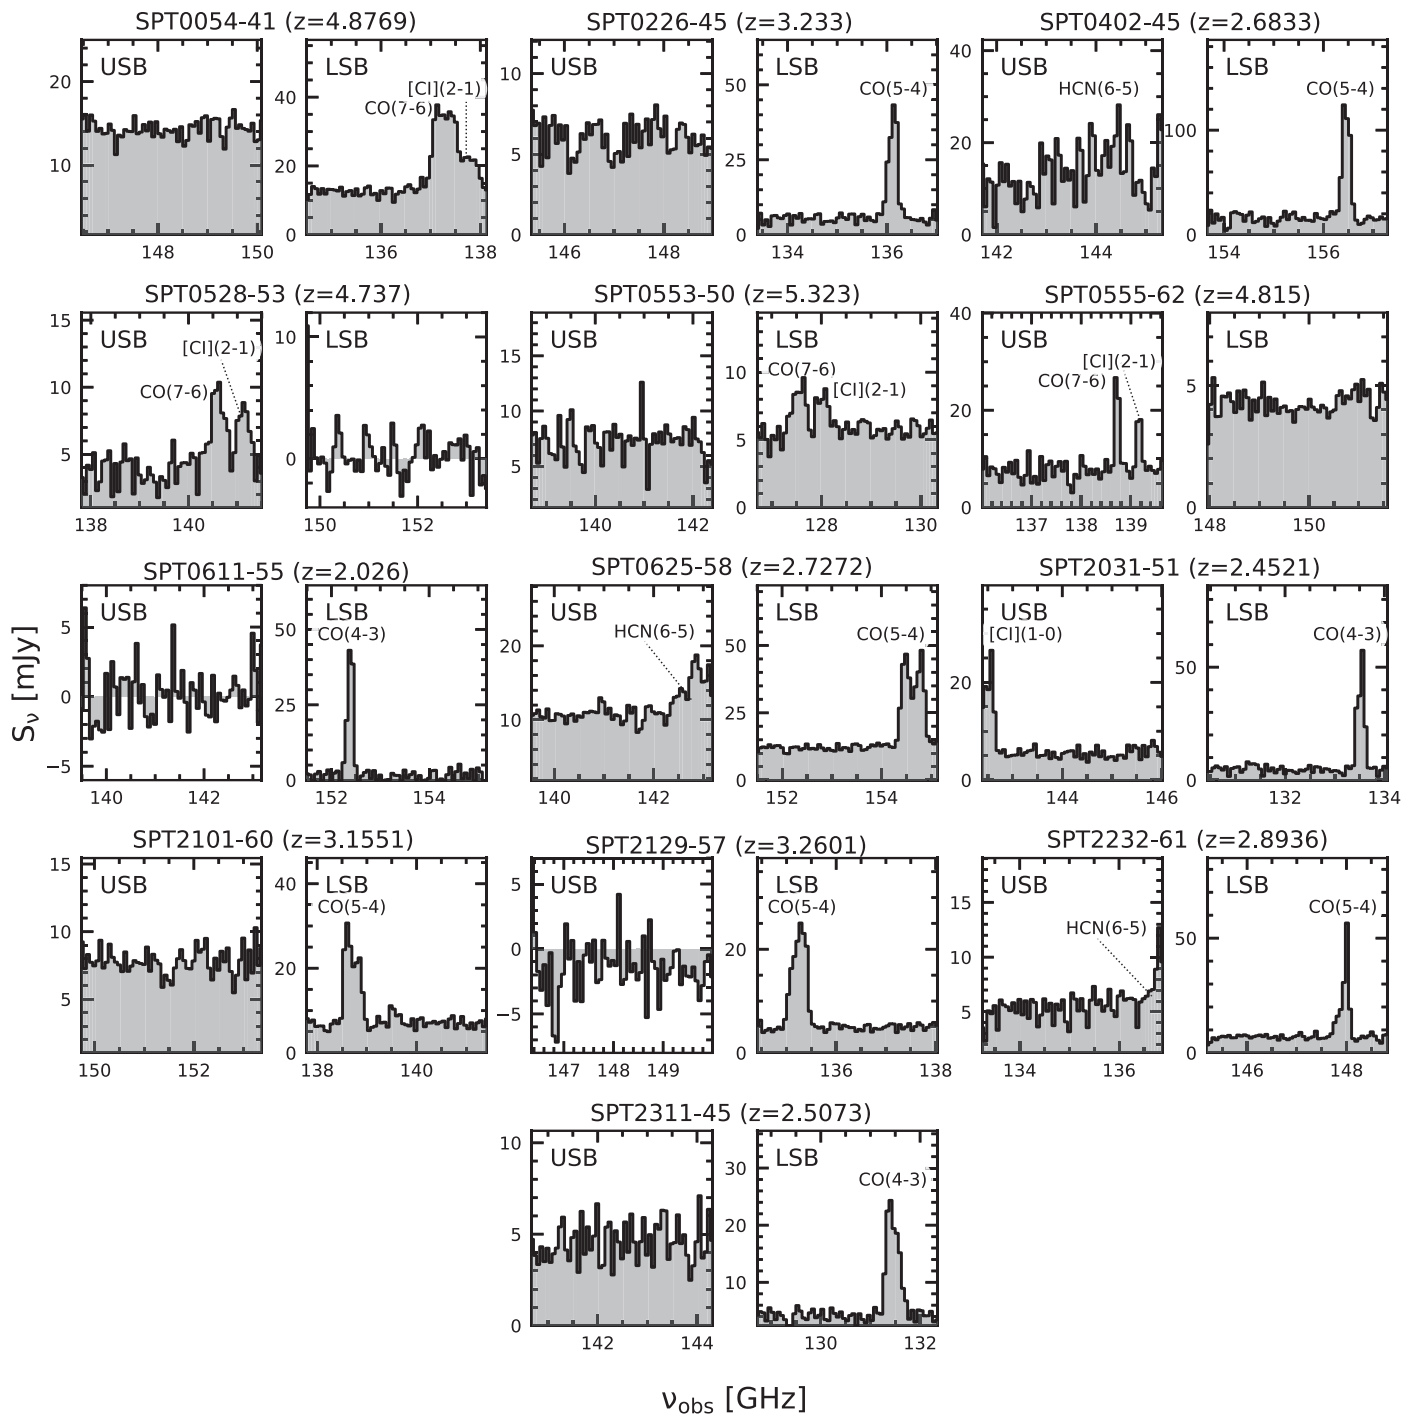 SPT0054-41 (z=4.8769)
USB
20
10
148
150
LSB
[CI](2-1)
CO(7-6)
40
20
0
136
138
SPT0226-45 (z=3.233)
USB
10
5
0
146
148
LSB
CO(5-4)
50
25
0
134
136
SPT0402-45 (z=2.6833)
USB
HCN(6-5)
40
20
0
142
144
LSB
CO(5-4)
100
0
154
156
SPT0528-53 (z=4.737)
USB
[CI](2-1)
CO(7-6)
15
10
5
138
140
LSB
10
0
150
152
SPT0553-50 (z=5.323)
USB
15
10
5
140
142
LSB
CO(7-6)
[CI](2-1)
10
5
0
128
130
SPT0555-62 (z=4.815)
USB
[CI](2-1)
CO(7-6)
40
20
0
137
138
139
LSB
5
0
148
150
SPT0611-55 (z=2.026)
USB
5
0
−5
140
142
LSB
CO(4-3)
50
25
0
152
154
SPT0625-58 (z=2.7272)
USB
HCN(6-5)
20
10
140
142
LSB
CO(5-4)
50
25
0
152
154
SPT2031-51 (z=2.4521)
USB
[CI](1-0)
20
0
144
146
LSB
CO(4-3)
50
0
132
134
SPT2101-60 (z=3.1551)
USB
15
10
5
150
152
LSB
CO(5-4)
40
20
0
138
140
SPT2129-57 (z=3.2601)
USB
5
0
−5
147
148
149
LSB
CO(5-4)
20
0
136
138
SPT2232-61 (z=2.8936)
USB
HCN(6-5)
15
10
5
134
136
LSB
CO(5-4)
50
0
146
148
SPT2311-45 (z=2.5073)
USB
10
5
0
142
144
LSB
CO(4-3)
30
20
10
130
132
Sν [mJy]
νobs [GHz]